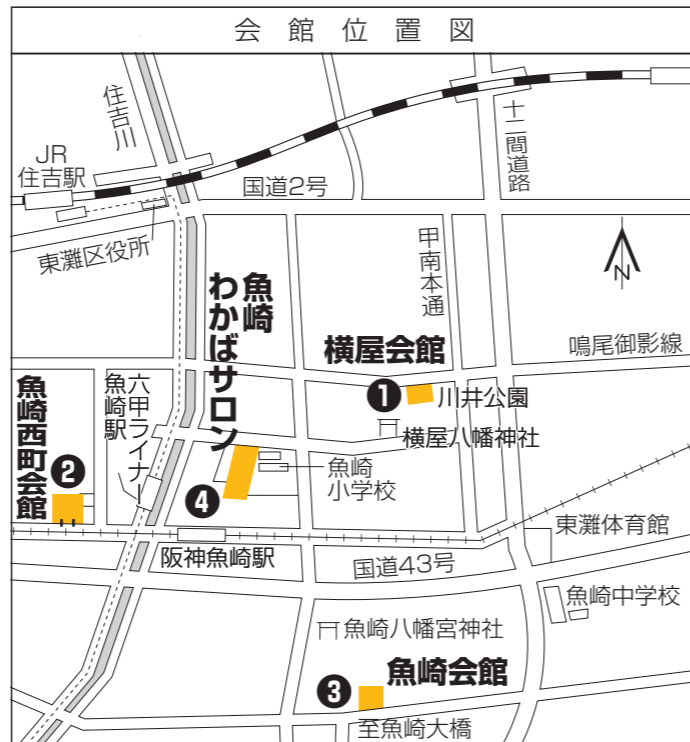 会館位置図
住吉川
十二間道路
JR
住吉駅
国道2号
東灘区役所
甲南本通
N
魚崎
わかばサロン
横屋会館
鳴尾御影線
❶
川井公園
横屋八幡神社
魚崎西町会館
❷
六甲ライナー
魚崎駅
❹
魚崎
小学校
阪神魚崎駅
東灘体育館
国道43号
魚崎中学校
魚崎八幡宮神社
❸
魚崎会館
至魚崎大橋